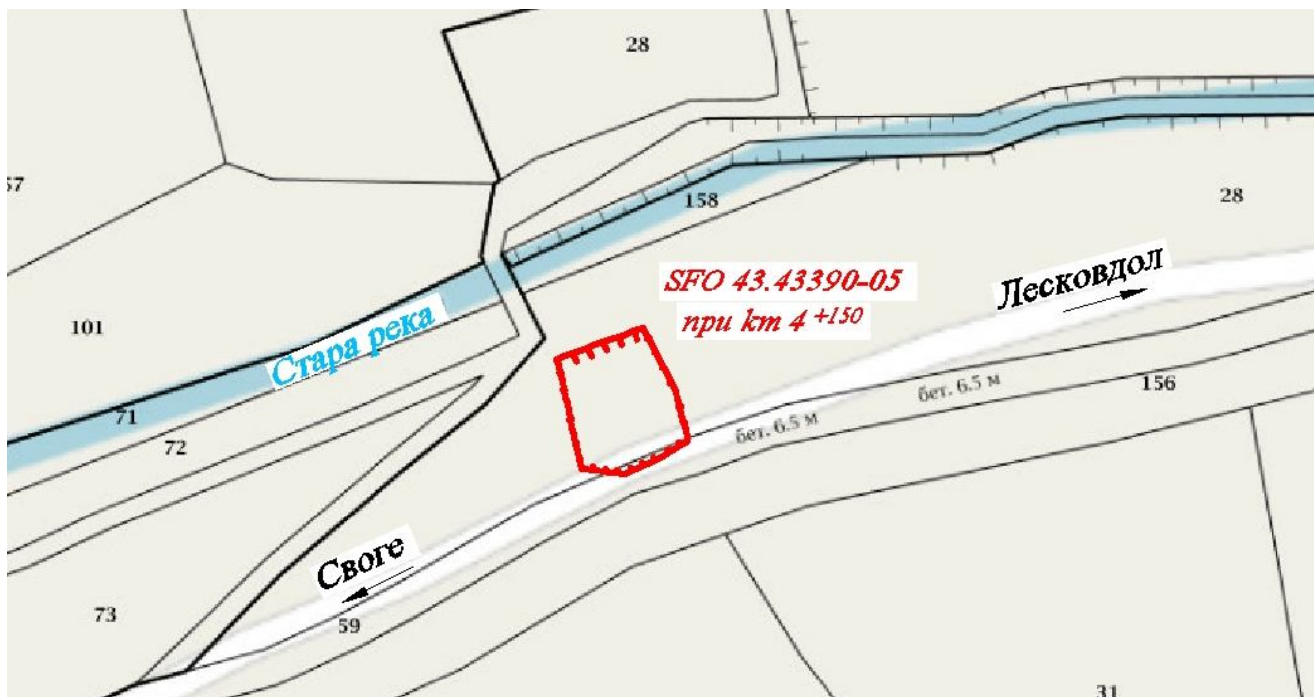 28
57
158
28
SFO 43.43390-05
при km 4 +150
Лесковдол
101
Стара река
71
72
бет. 6.5 м
156
бет. 6.5 м
Своге
73
59
31